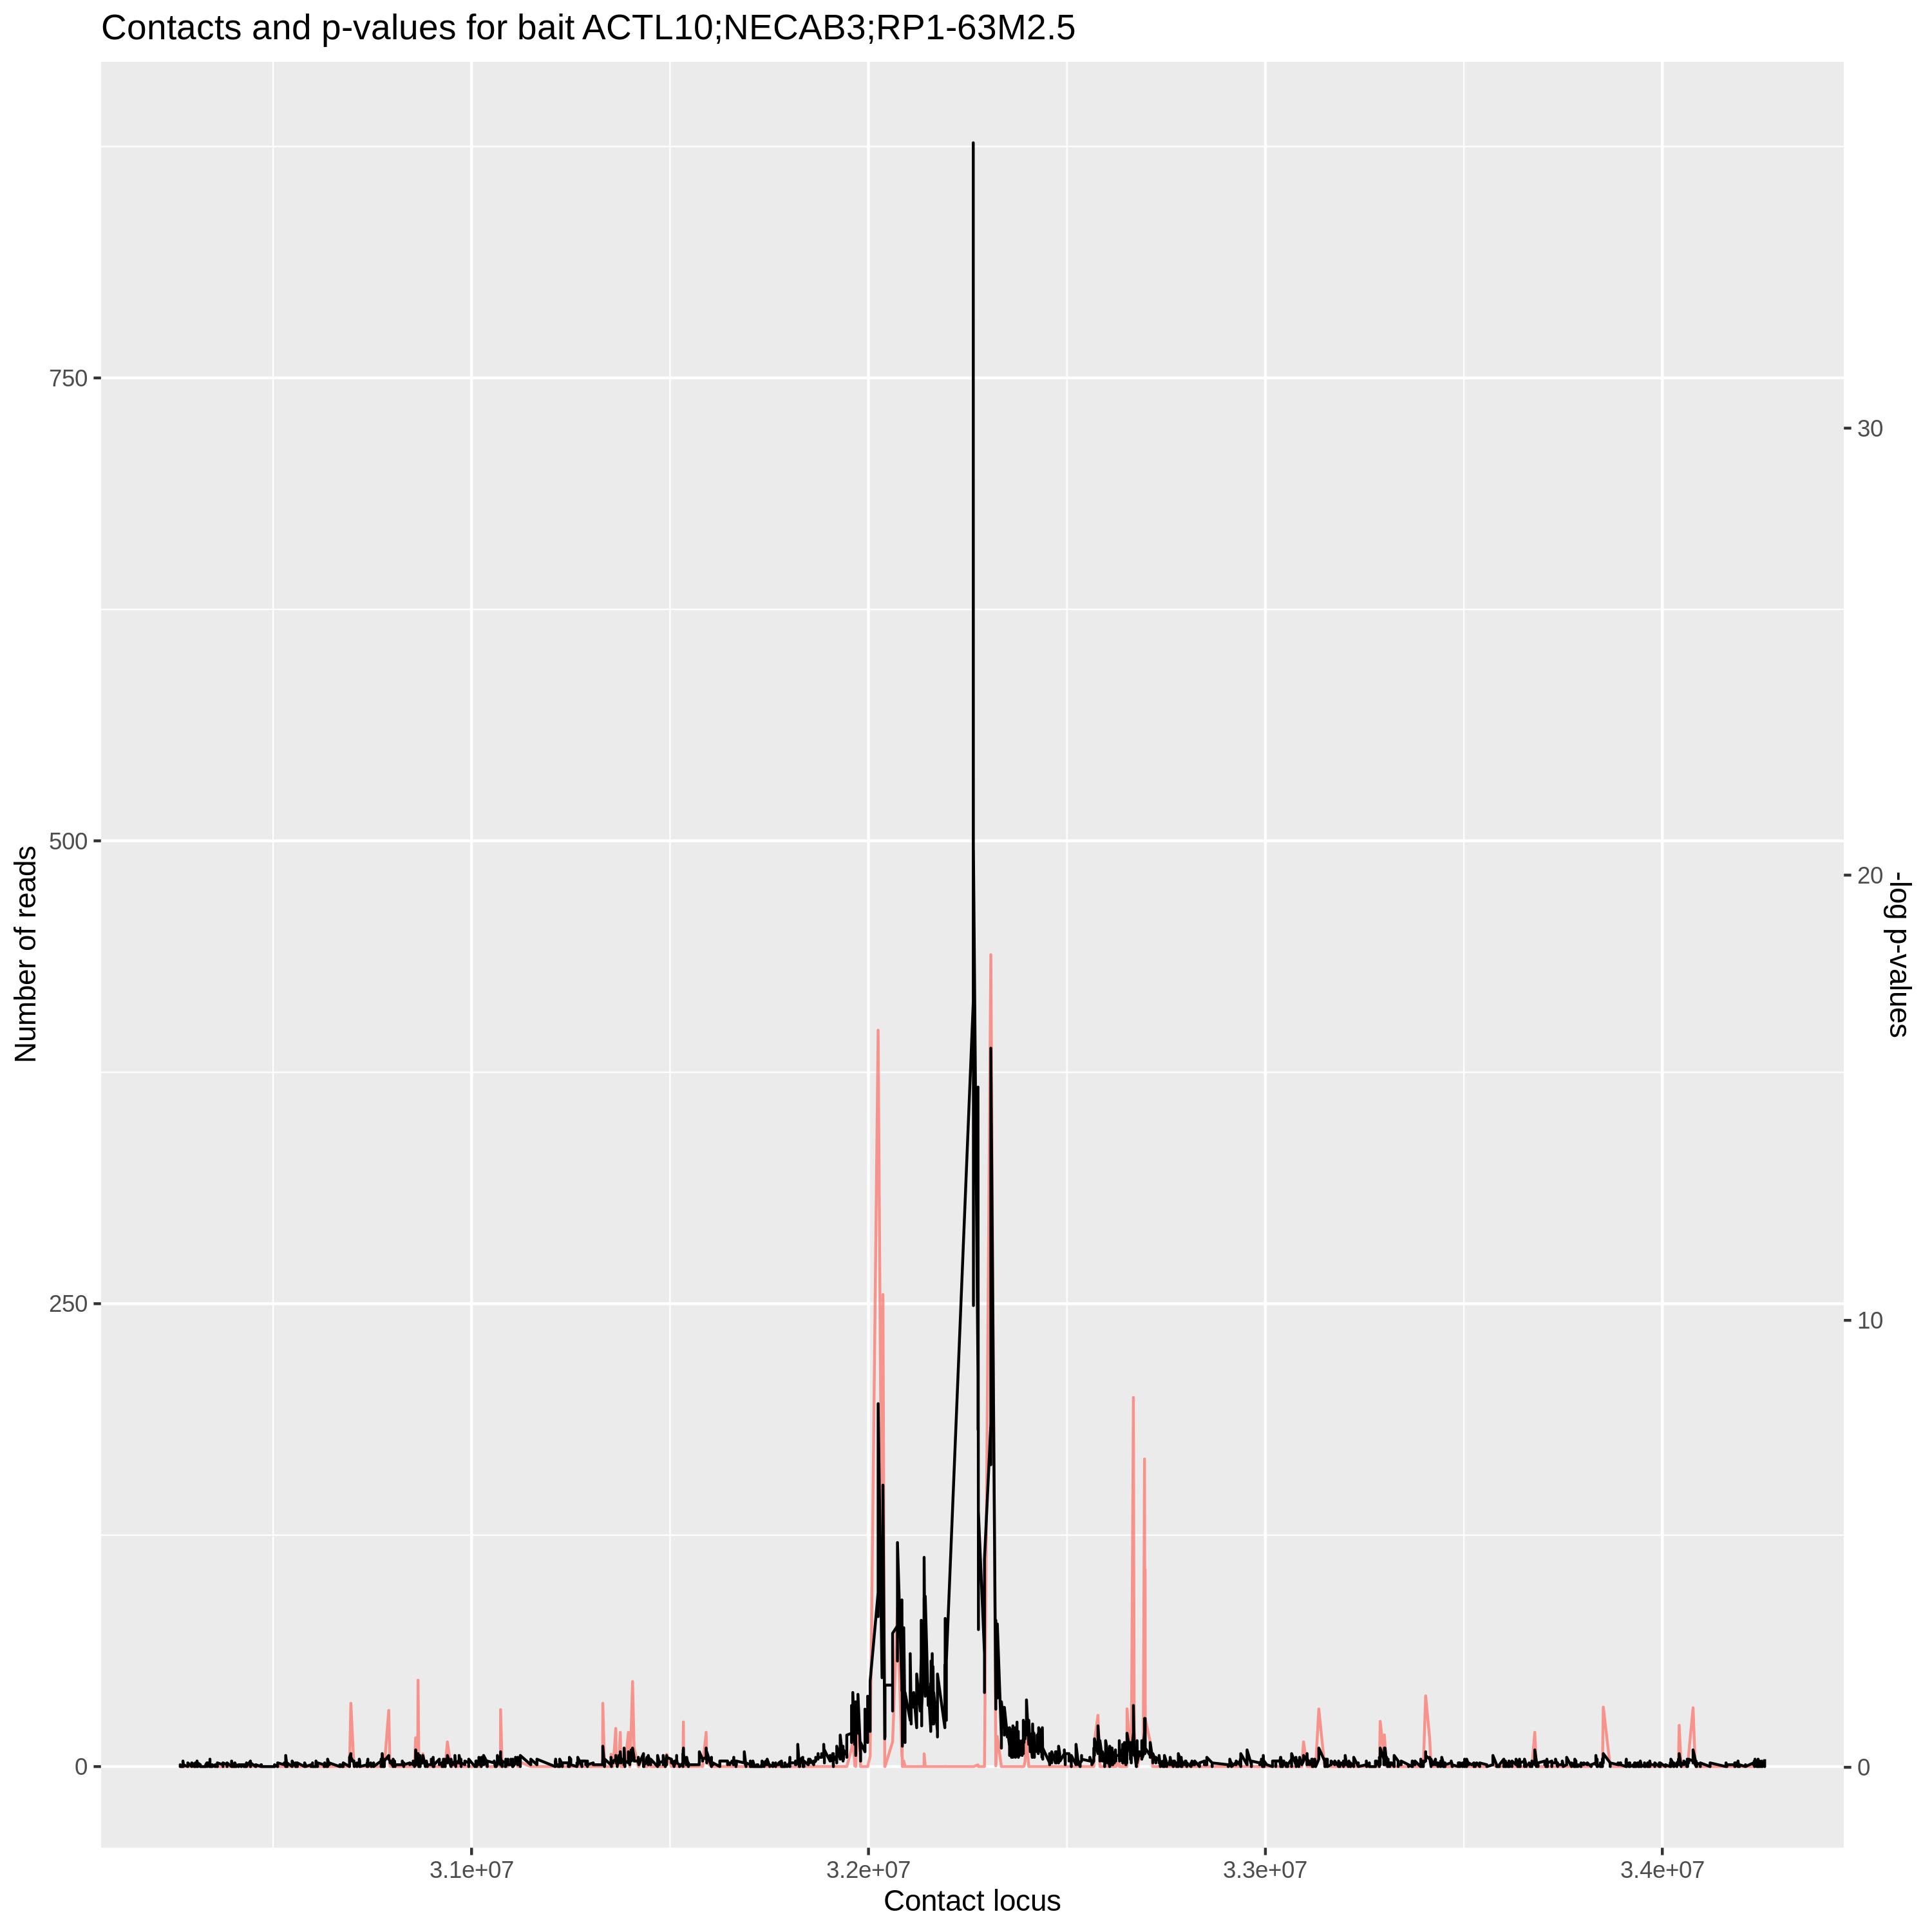 Contacts and p-values for bait ACTL10;NECAB3;RP1-63M2.5
750
500
250
0
Number of reads
30
20
10
0
-log p-values
3.1e+07
3.2e+07
3.3e+07
3.4e+07
Contact locus